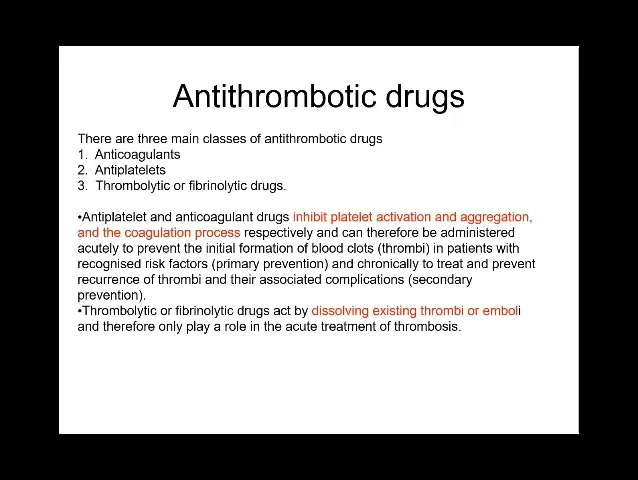 Antithrombotic drugs
There are three main classes of antithrombotic drugs
1. Anticoagulants
2. Antiplatelets
3. Thrombolytic or fibrinolytic drugs.
•Antiplatelet and anticoagulant drugs inhibit platelet activation and aggregation,
and the coagulation process respectively and can therefore be administered
acutely to prevent the initial formation of blood clots (thrombi) in patients with
recognised risk factors (primary prevention) and chronically to treat and prevent
recurrence of thrombi and their associated complications (secondary
prevention).
•Thrombolytic or fibrinolytic drugs act by dissolving existing thrombi or emboli
and therefore only play a role in the acute treatment of thrombosis.